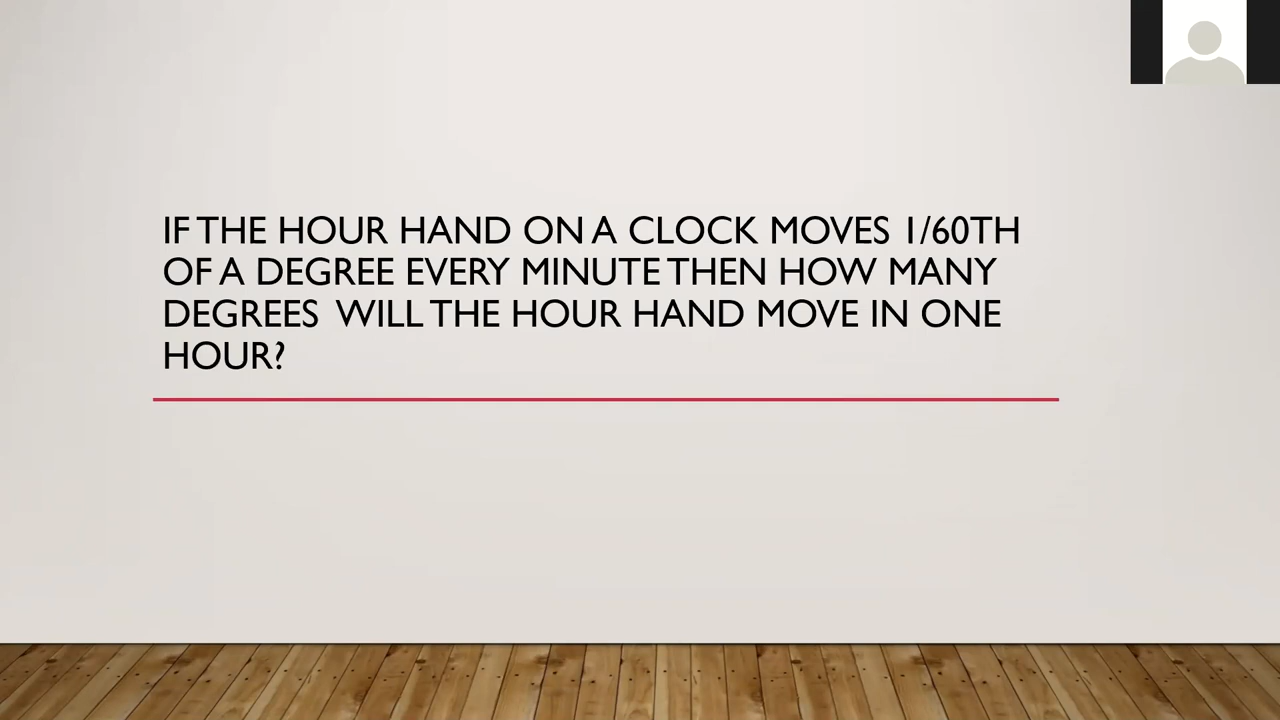 IF THE HOUR HAND ON A CLOCK MOVES 1/60TH
OF A DEGREE EVERY MINUTE THEN HOW MANY
DEGREES  WILL THE HOUR HAND MOVE IN ONE
HOUR?